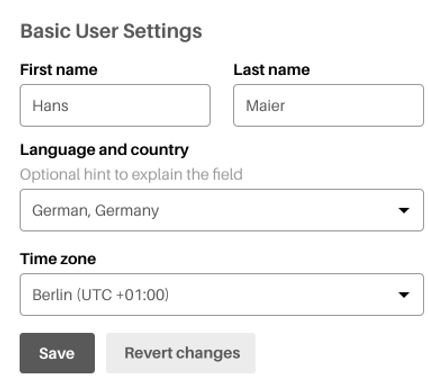 Basic User Settings
First name Last name
Hans Maier
Language and country
Optional hint to explain the field
German, Germany
Time zone
Berlin (UTC +01:00)
Save Revert changes